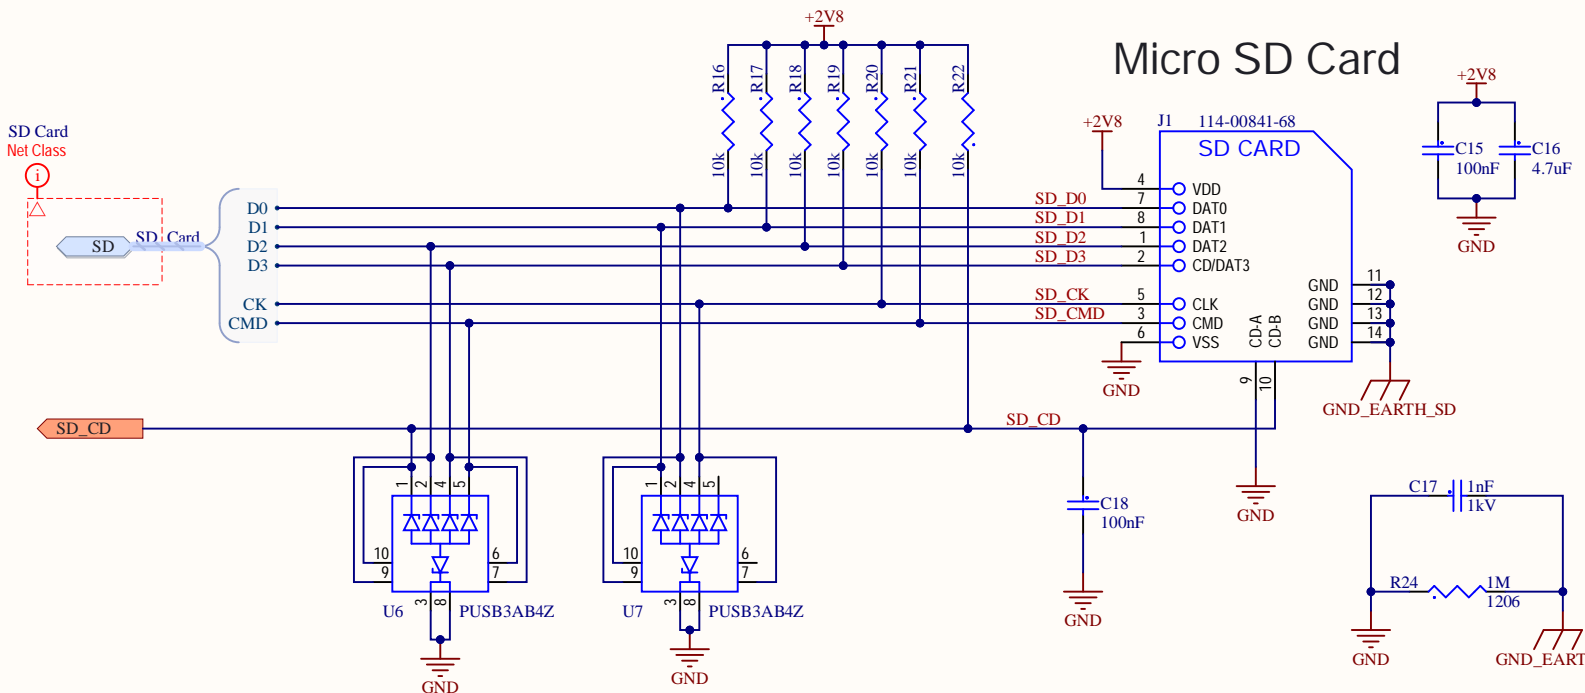 +2V8
Micro SD Card
R16
R17
R18
R19
R20
R21
R22
10k
10k
10k
10k
10k
10k
10k
+2V8
C15
100nF
C16
4.7uF
GND
SD Card
Net Class
i
SD
SD_Card
D0
D1
D2
D3
CK
CMD
SD_D0
SD_D1
SD_D2
SD_D3
SD_CK
SD_CMD
+2V8
J1 114-00841-68
SD CARD
4 VDD
7 DAT0
8 DAT1
1 DAT2
2 CD/DAT3
5 CLK
3 CMD
6 VSS
GND 11
GND 12
GND 13
GND 14
CD-A
CD-B
9
10
GND
GND_EARTH_SD
SD_CD
SD_CD
1
2
4
5
10
9
6
7
3
8
U6
PUSB3AB4Z
GND
1
2
4
5
10
9
6
7
3
8
U7
PUSB3AB4Z
GND
C18
100nF
GND
GND
C17
1nF
1kV
R24
1M
1206
GND
GND_EART